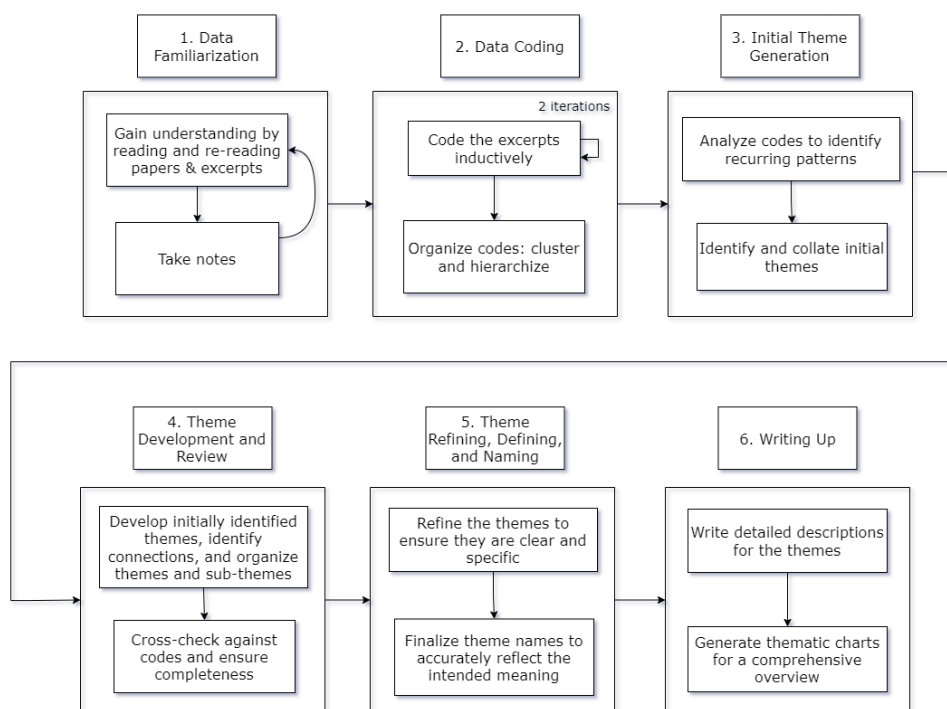 1. Data
Familiarization
2. Data Coding
3. Initial Theme
Generation
Gain understanding by
reading and re-reading
papers & excerpts
Take notes
2 iterations
Code the excerpts
inductively
Organize codes: cluster
and hierarchize
Analyze codes to identify
recurring patterns
Identify and collate initial
themes
4. Theme
Development and
Review
5. Theme
Refining, Defining,
and Naming
6. Writing Up
Develop initially identified
themes, identify
connections, and organize
themes and sub-themes
Cross-check against
codes and ensure
completeness
Refine the themes to
ensure they are clear and
specific
Finalize theme names to
accurately reflect the
intended meaning
Write detailed descriptions
for the themes
Generate thematic charts
for a comprehensive
overview